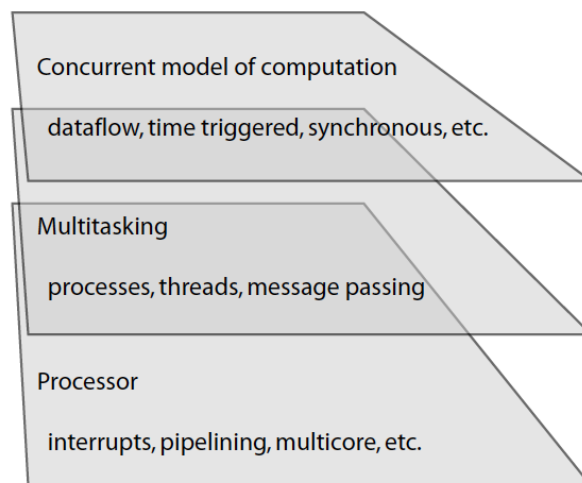 Concurrent model of computation
dataflow, time triggered, synchronous, etc.
Multitasking
processes, threads, message passing
Processor
interrupts, pipelining, multicore, etc.